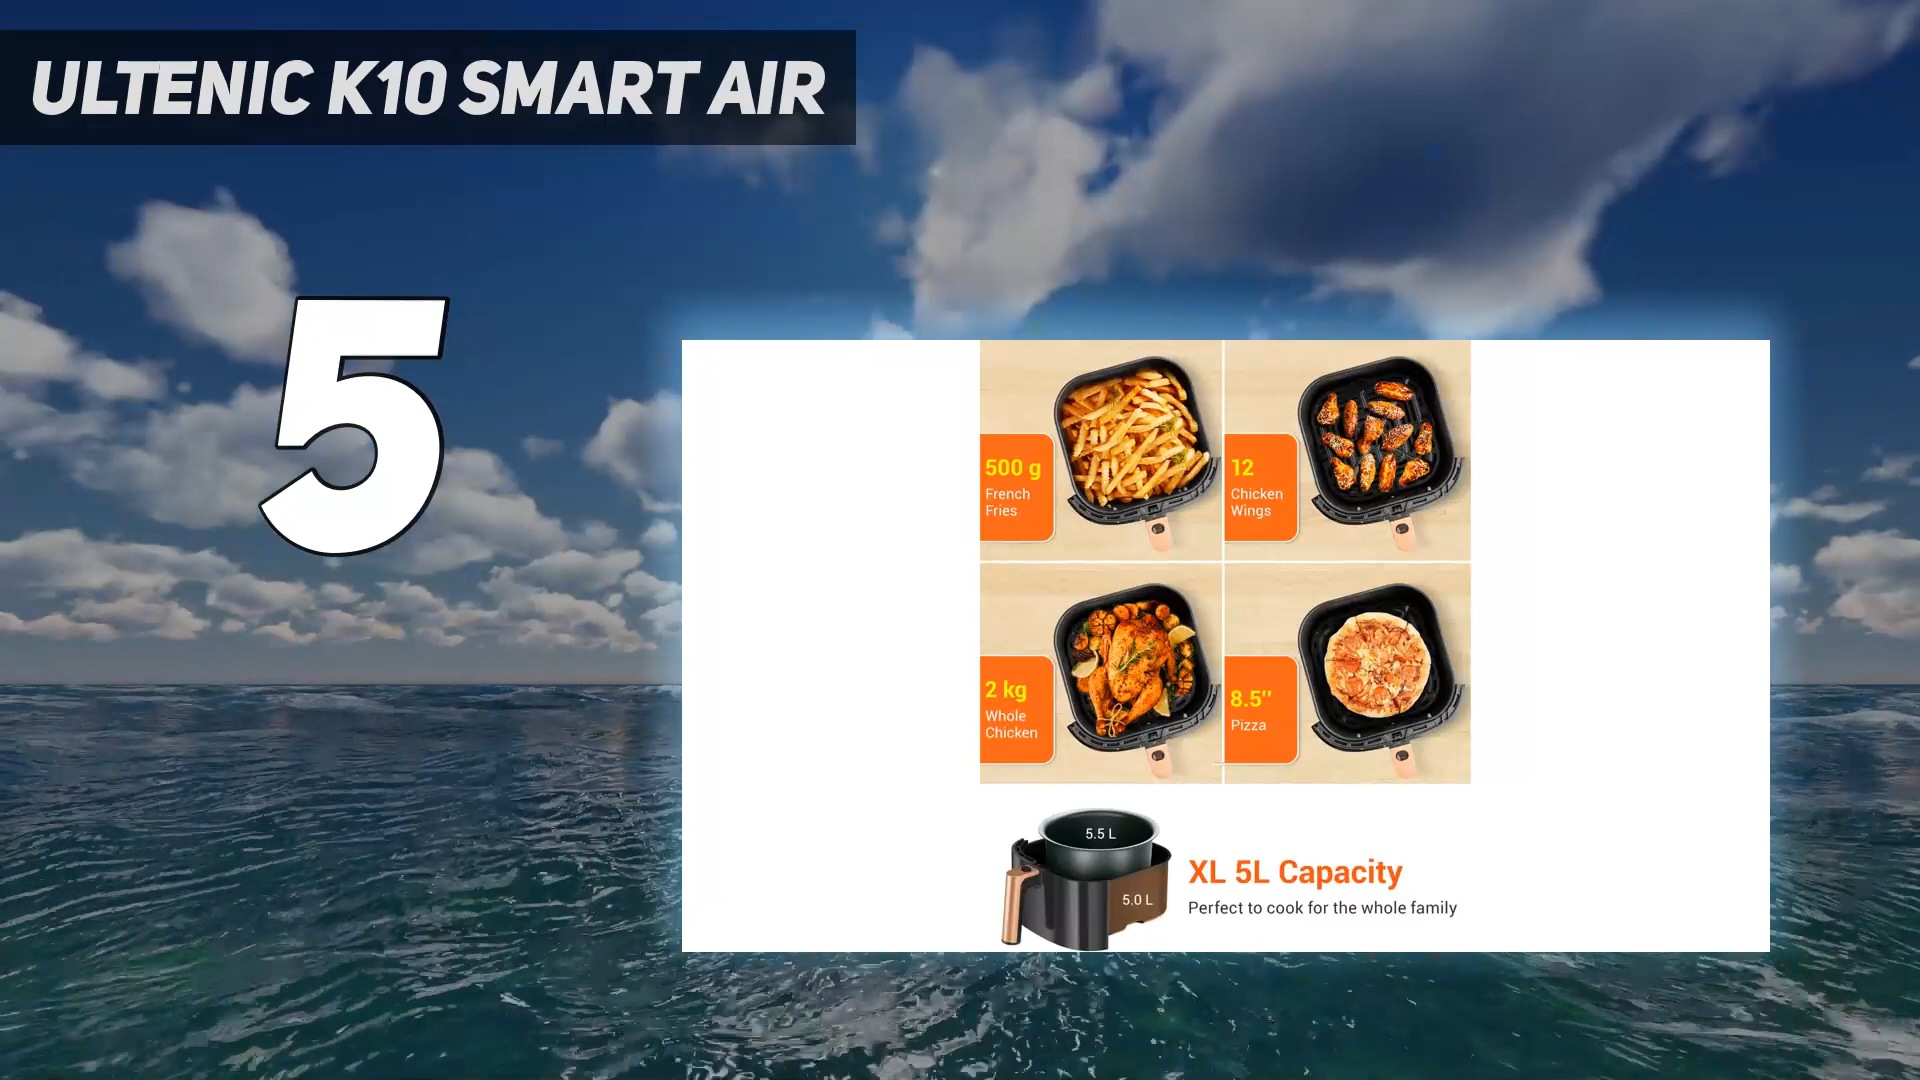 ULTENIC K10 SMART AIR
5
500 g
French
Fries
12
Chicken
Wings
2 kg
Whole
Chicken
8.5″
Pizza
5.5 L
5.0 L
XL 5L Capacity
Perfect to cook for the whole family